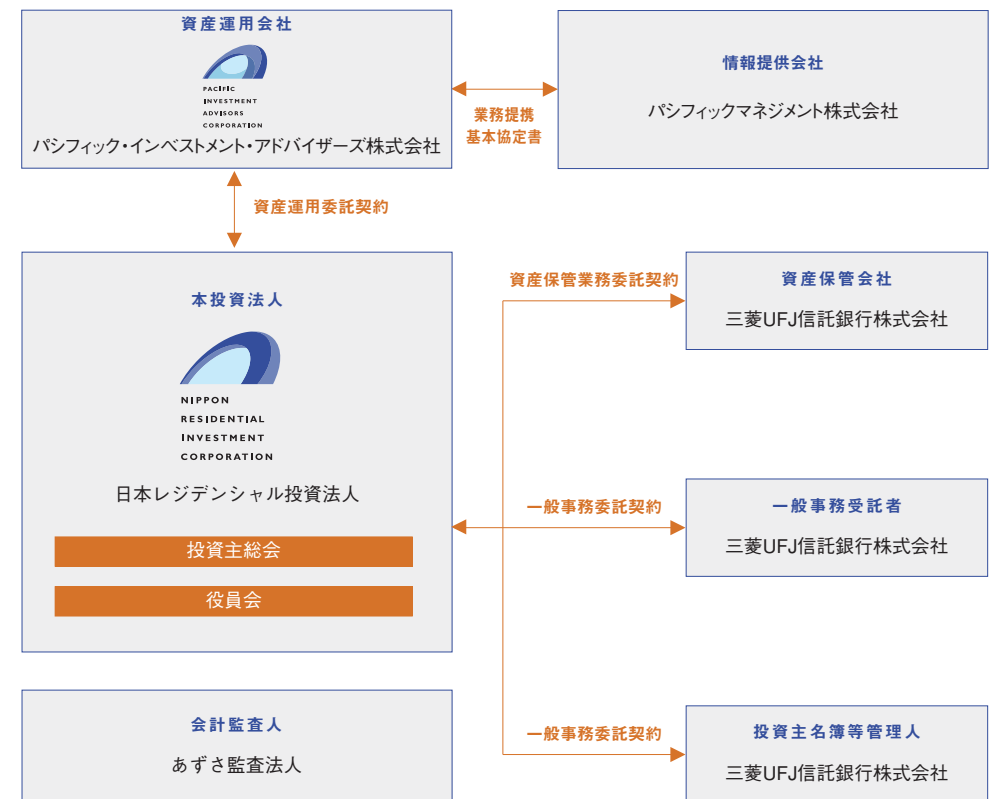 資産運用会社
PACIFIC
INVESTMENT
ADVISORS
CORPORATION
パシフィック・インベストメント・アドバイザーズ株式会社
業務提携
基本協定書
情報提供会社
パシフィックマネジメント株式会社
資産運用委託契約
本投資法人
NIPPON
RESIDENTIAL
INVESTMENT
CORPORATION
日本レジデンシャル投資法人
投資主総会
役員会
資産保管業務委託契約
資産保管会社
三菱UFJ信託銀行株式会社
一般事務委託契約
一般事務受託者
三菱UFJ信託銀行株式会社
会計監査人
あずさ監査法人
一般事務委託契約
投資主名簿等管理人
三菱UFJ信託銀行株式会社